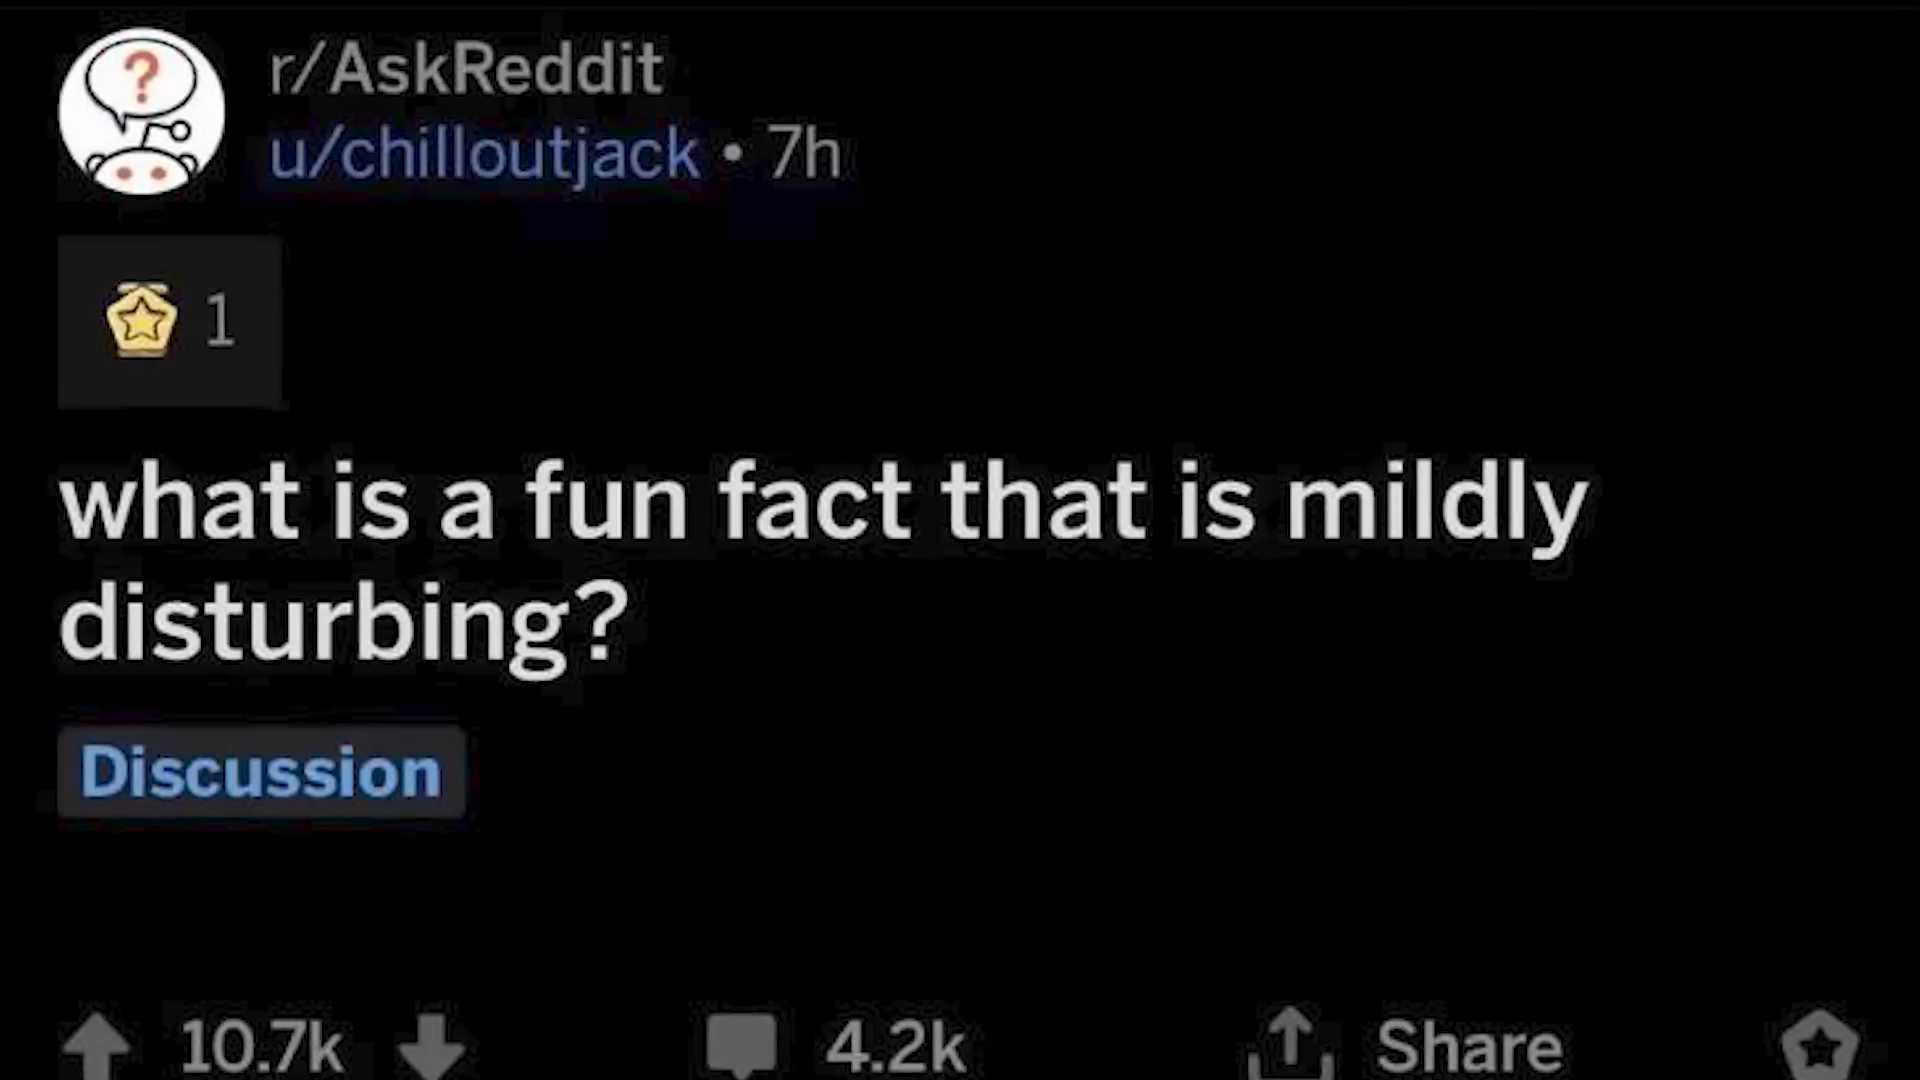 r/AskReddit
u/chilloutjack • 7h
1
what is a fun fact that is mildly
disturbing?
Discussion
10.7k 4.2k Share